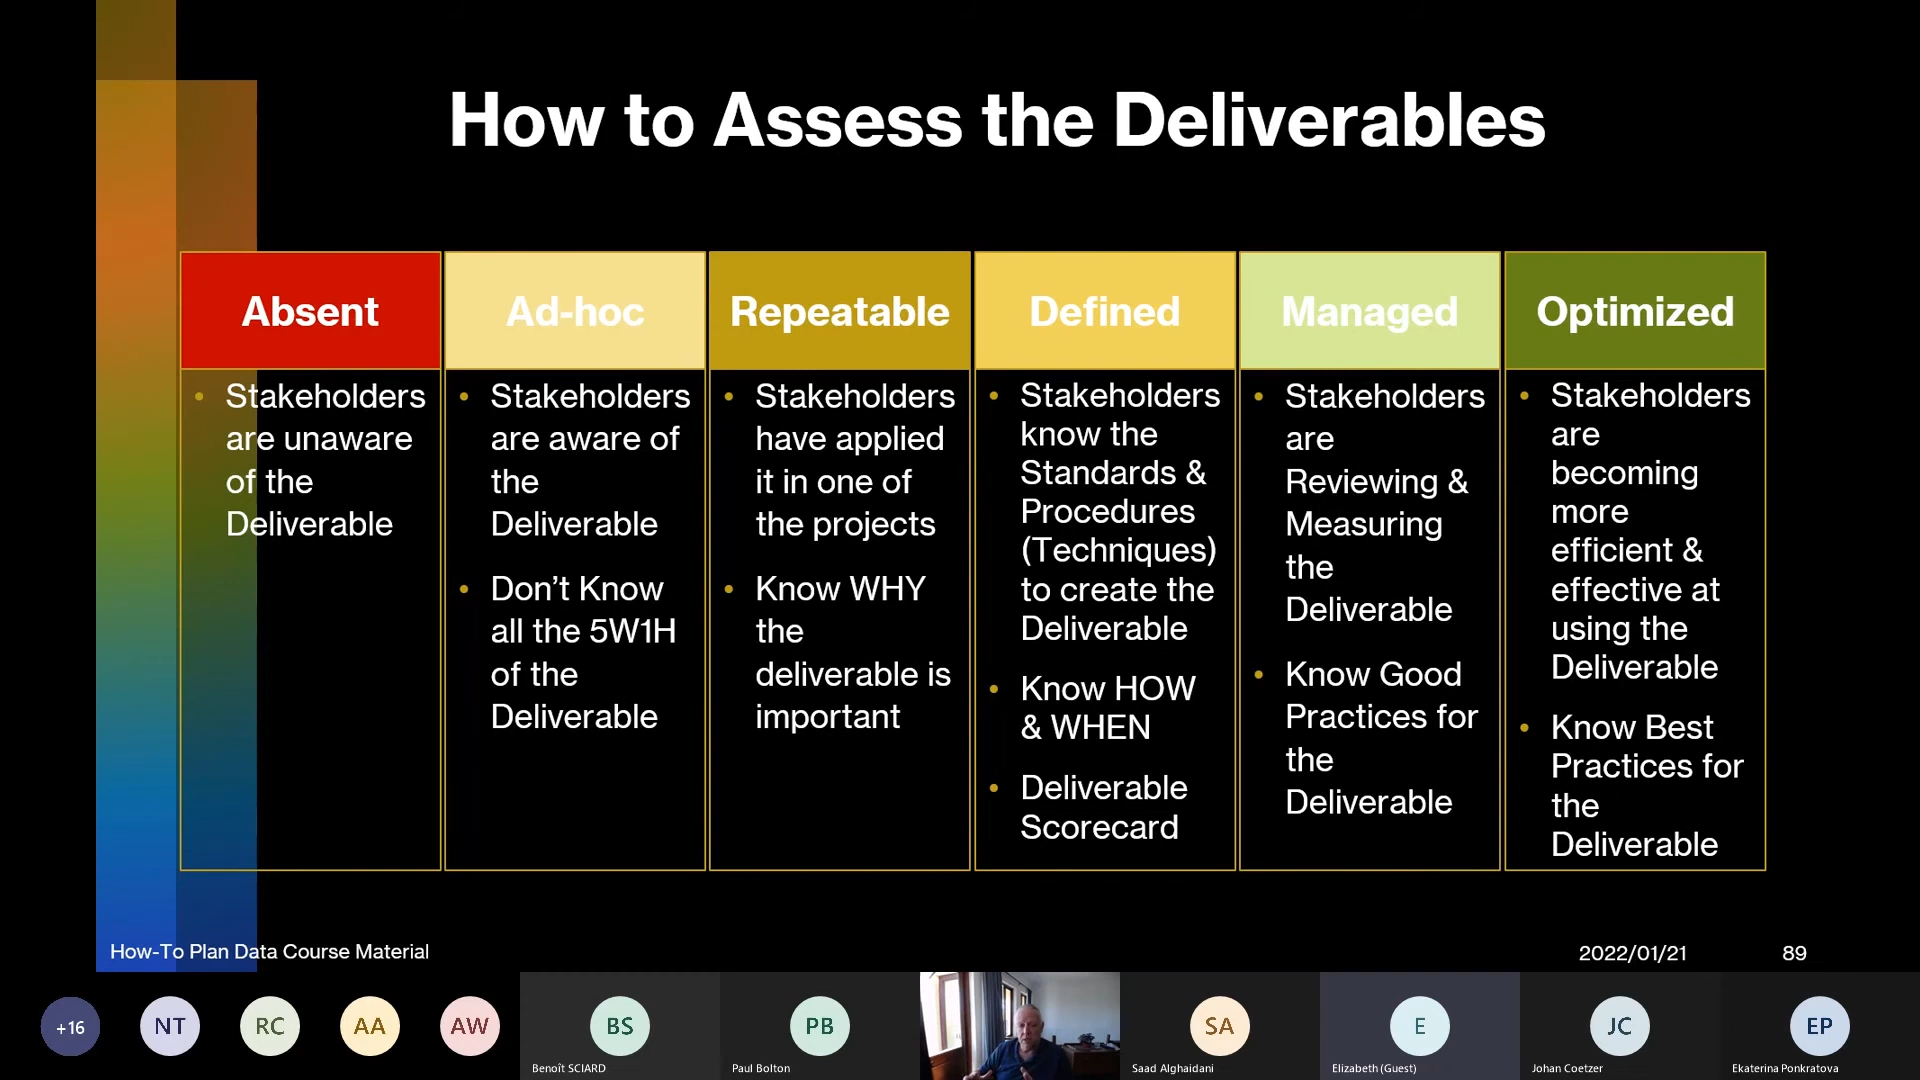 How to Assess the Deliverables
Absent
Stakeholders
are unaware
of the
Deliverable
Ad-hoc
Stakeholders
are aware of
the
Deliverable
Don’t Know
all the 5W1H
of the
Deliverable
Repeatable
Stakeholders
have applied
it in one of
the projects
Know WHY
the
deliverable is
important
Defined
Stakeholders
know the
Standards &
Procedures
(Techniques)
to create the
Deliverable
Know HOW
& WHEN
Deliverable
Scorecard
Managed
Stakeholders
are
Reviewing &
Measuring
the
Deliverable
Know Good
Practices for
the
Deliverable
Optimized
Stakeholders
are
becoming
more
efficient &
effective at
using the
Deliverable
Know Best
Practices for
the
Deliverable
How-To Plan Data Course Material
2022/01/21
89
+16
NT
RC
AA
AW
BS
Benoît SCIARD
PB
Paul Bolton
SA
Saad Alghaidani
E
Elizabeth (Guest)
JC
Johan Coetzer
EP
Ekaterina Ponkratova